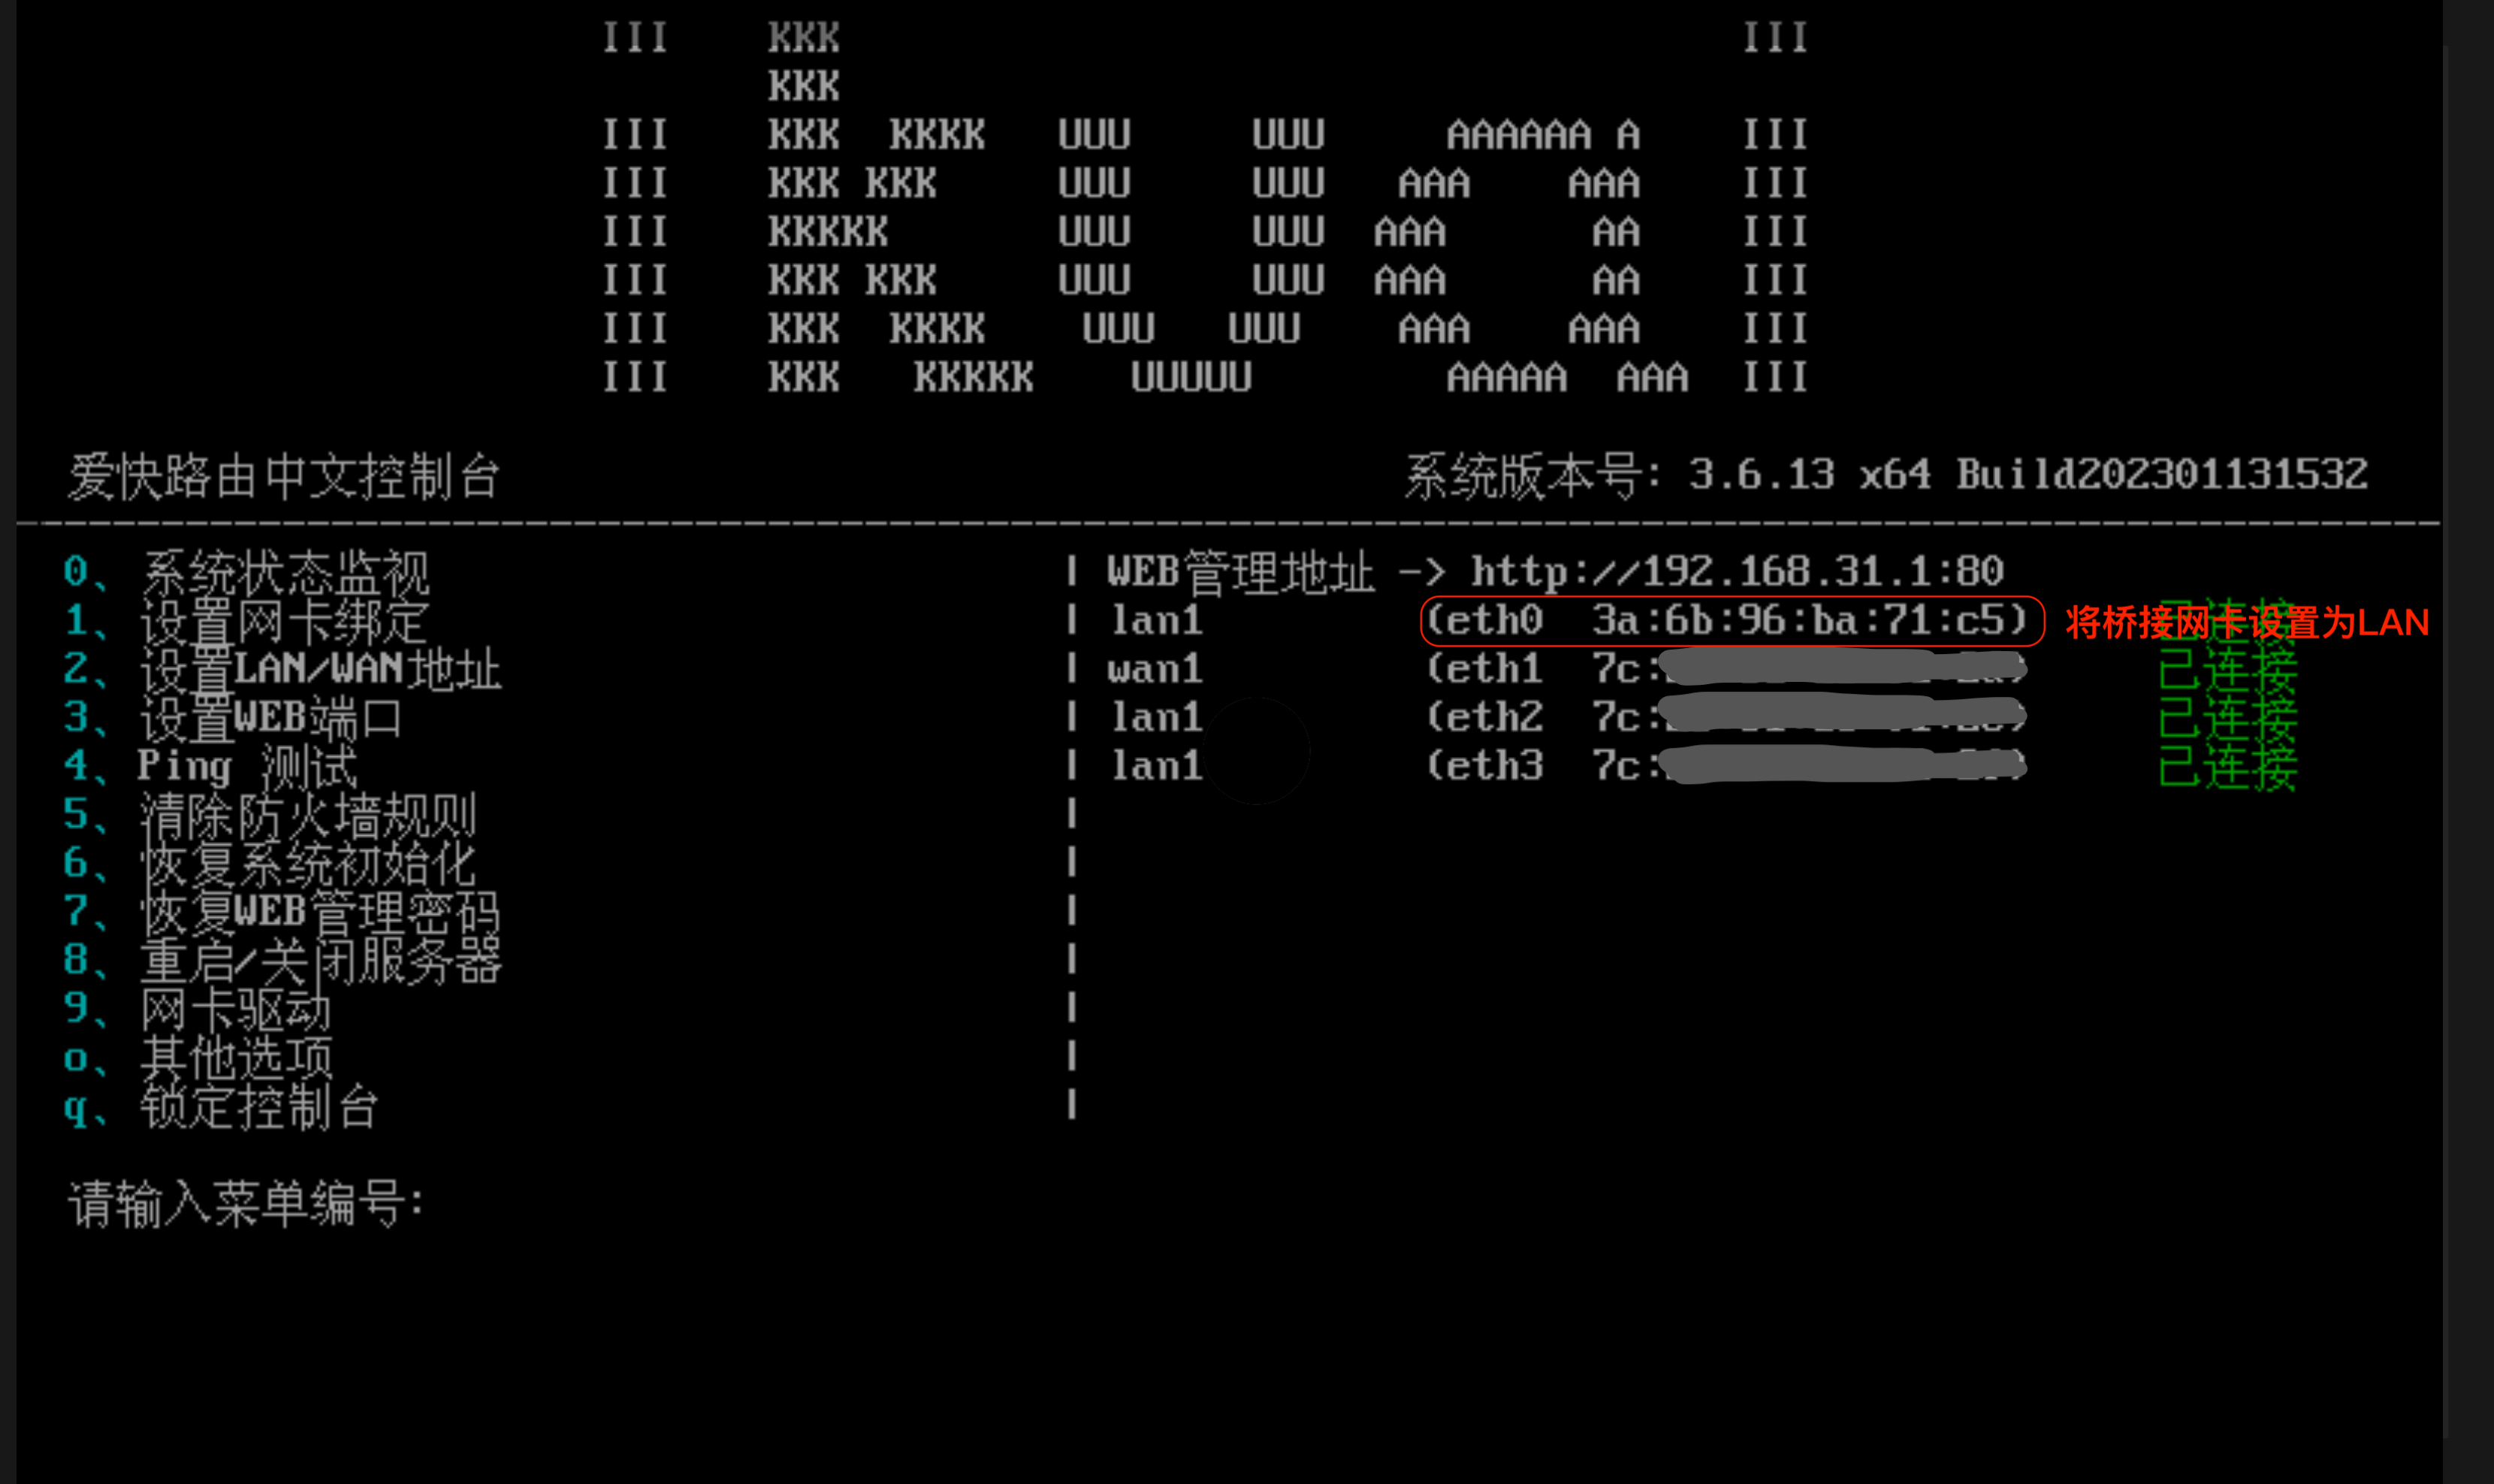 III KKK III
KKK
III KKK KKKK UUU UUU AAAAAA A III
III KKK KKK UUU UUU AAA AAA III
III KKKKK UUU UUU AAA AA III
III KKK KKK UUU UUU AAA AA III
III KKK KKKK UUU UUU AAA AAA III
III KKK KKKKK UUUUU AAAAA AAA III
爱快路由中文控制台 系统版本号: 3.6.13 x64 Build202301131532
0、系统状态监视 | WEB管理地址 -> http://192.168.31.1:80
1、设置网卡绑定 | lan1 (eth0 3a:6b:96:ba:71:c5) 已连接 将桥接网卡设置为LAN
2、设置LAN/WAN地址 | wan1 (eth1 7c: 已连接
3、设置WEB端口 | lan1 (eth2 7c: 已连接
4、Ping 测试 | lan1 (eth3 7c: 已连接
5、清除防火墙规则 |
6、恢复系统初始化 |
7、恢复WEB管理密码 |
8、重启/关闭服务器 |
9、网卡驱动 |
o、其他选项 |
q、锁定控制台 |
请输入菜单编号: